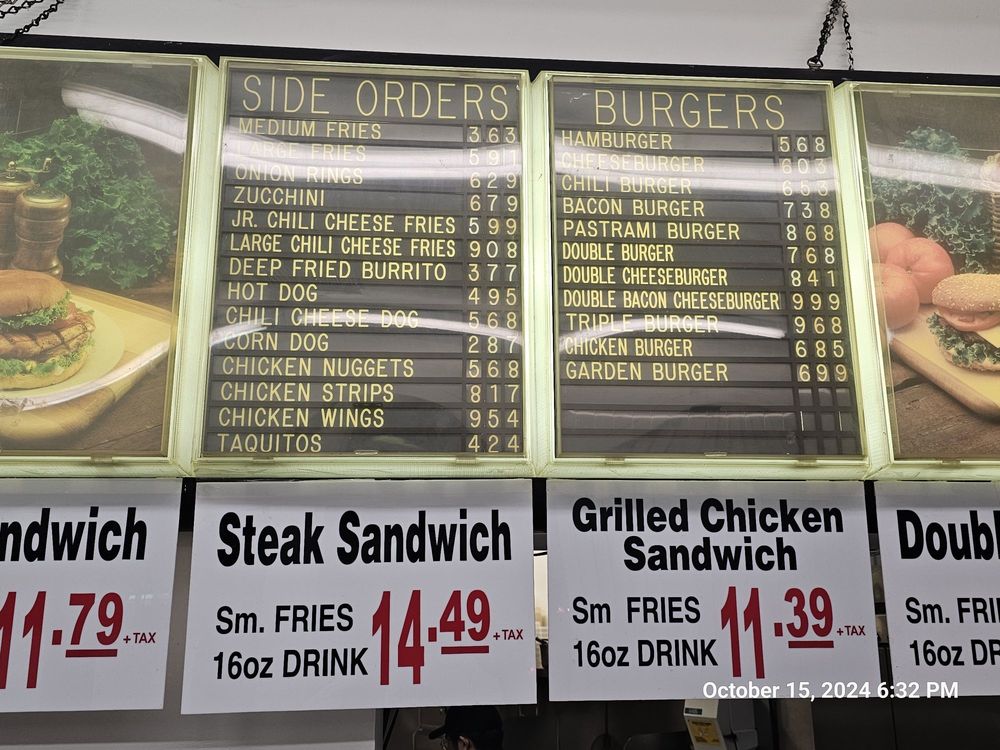 SIDE ORDERS
MEDIUM FRIES 363
LARGE FRIES 591
ONION RINGS 629
ZUCCHINI 679
JR. CHILI CHEESE FRIES 599
LARGE CHILI CHEESE FRIES 908
DEEP FRIED BURRITO 377
HOT DOG 495
CHILI CHEESE DOG 568
CORN DOG 287
CHICKEN NUGGETS 568
CHICKEN STRIPS 817
CHICKEN WINGS 954
TAQUITOS 424
BURGERS
HAMBURGER 568
CHEESEBURGER 603
CHILI BURGER 653
BACON BURGER 738
PASTRAMI BURGER 868
DOUBLE BURGER 768
DOUBLE CHEESEBURGER 841
DOUBLE BACON CHEESEBURGER 999
TRIPLE BURGER 968
CHICKEN BURGER 685
GARDEN BURGER 699
ndwich
11.79 + TAX
Steak Sandwich
Sm. FRIES
16oz DRINK
14.49 + TAX
Grilled Chicken
Sandwich
Sm FRIES
16oz DRINK
11.39 + TAX
Doubl
Sm. FRI
16oz DR
October 15, 2024 6:32 PM